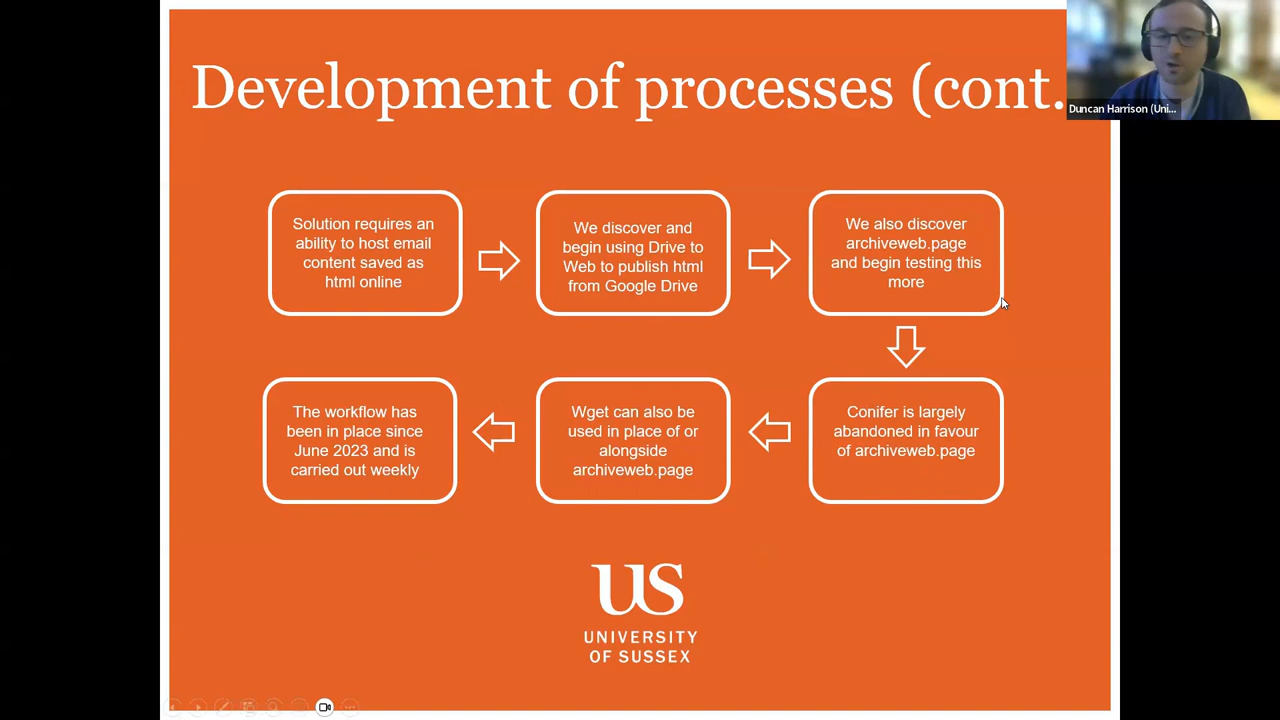 Development of processes (cont.
Duncan Harrison (Uni...
Solution requires an
ability to host email
content saved as
html online
We discover and
begin using Drive to
Web to publish html
from Google Drive
We also discover
archiveweb.page
and begin testing this
more
Conifer is largely
abandoned in favour
of archiveweb.page
Wget can also be
used in place of or
alongside
archiveweb.page
The workflow has
been in place since
June 2023 and is
carried out weekly
US
UNIVERSITY
OF SUSSEX